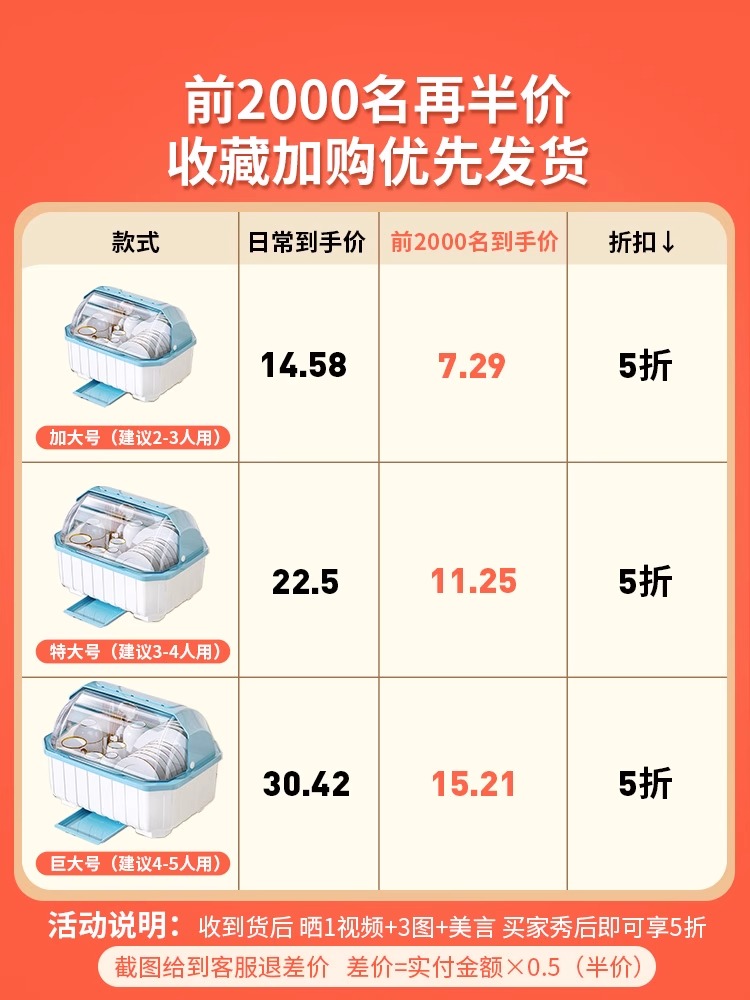 前2000名再半价
收藏加购优先发货
款式 日常到手价 前2000名到手价 折扣↓
14.58 7.29 5折
加大号（建议2-3人用）
22.5 11.25 5折
特大号（建议3-4人用）
30.42 15.21 5折
巨大号（建议4-5人用）
活动说明：收到货后 晒1视频+3图+美言 买家秀后即可享5折
截图给到客服退差价 差价=实付金额×0.5（半价）